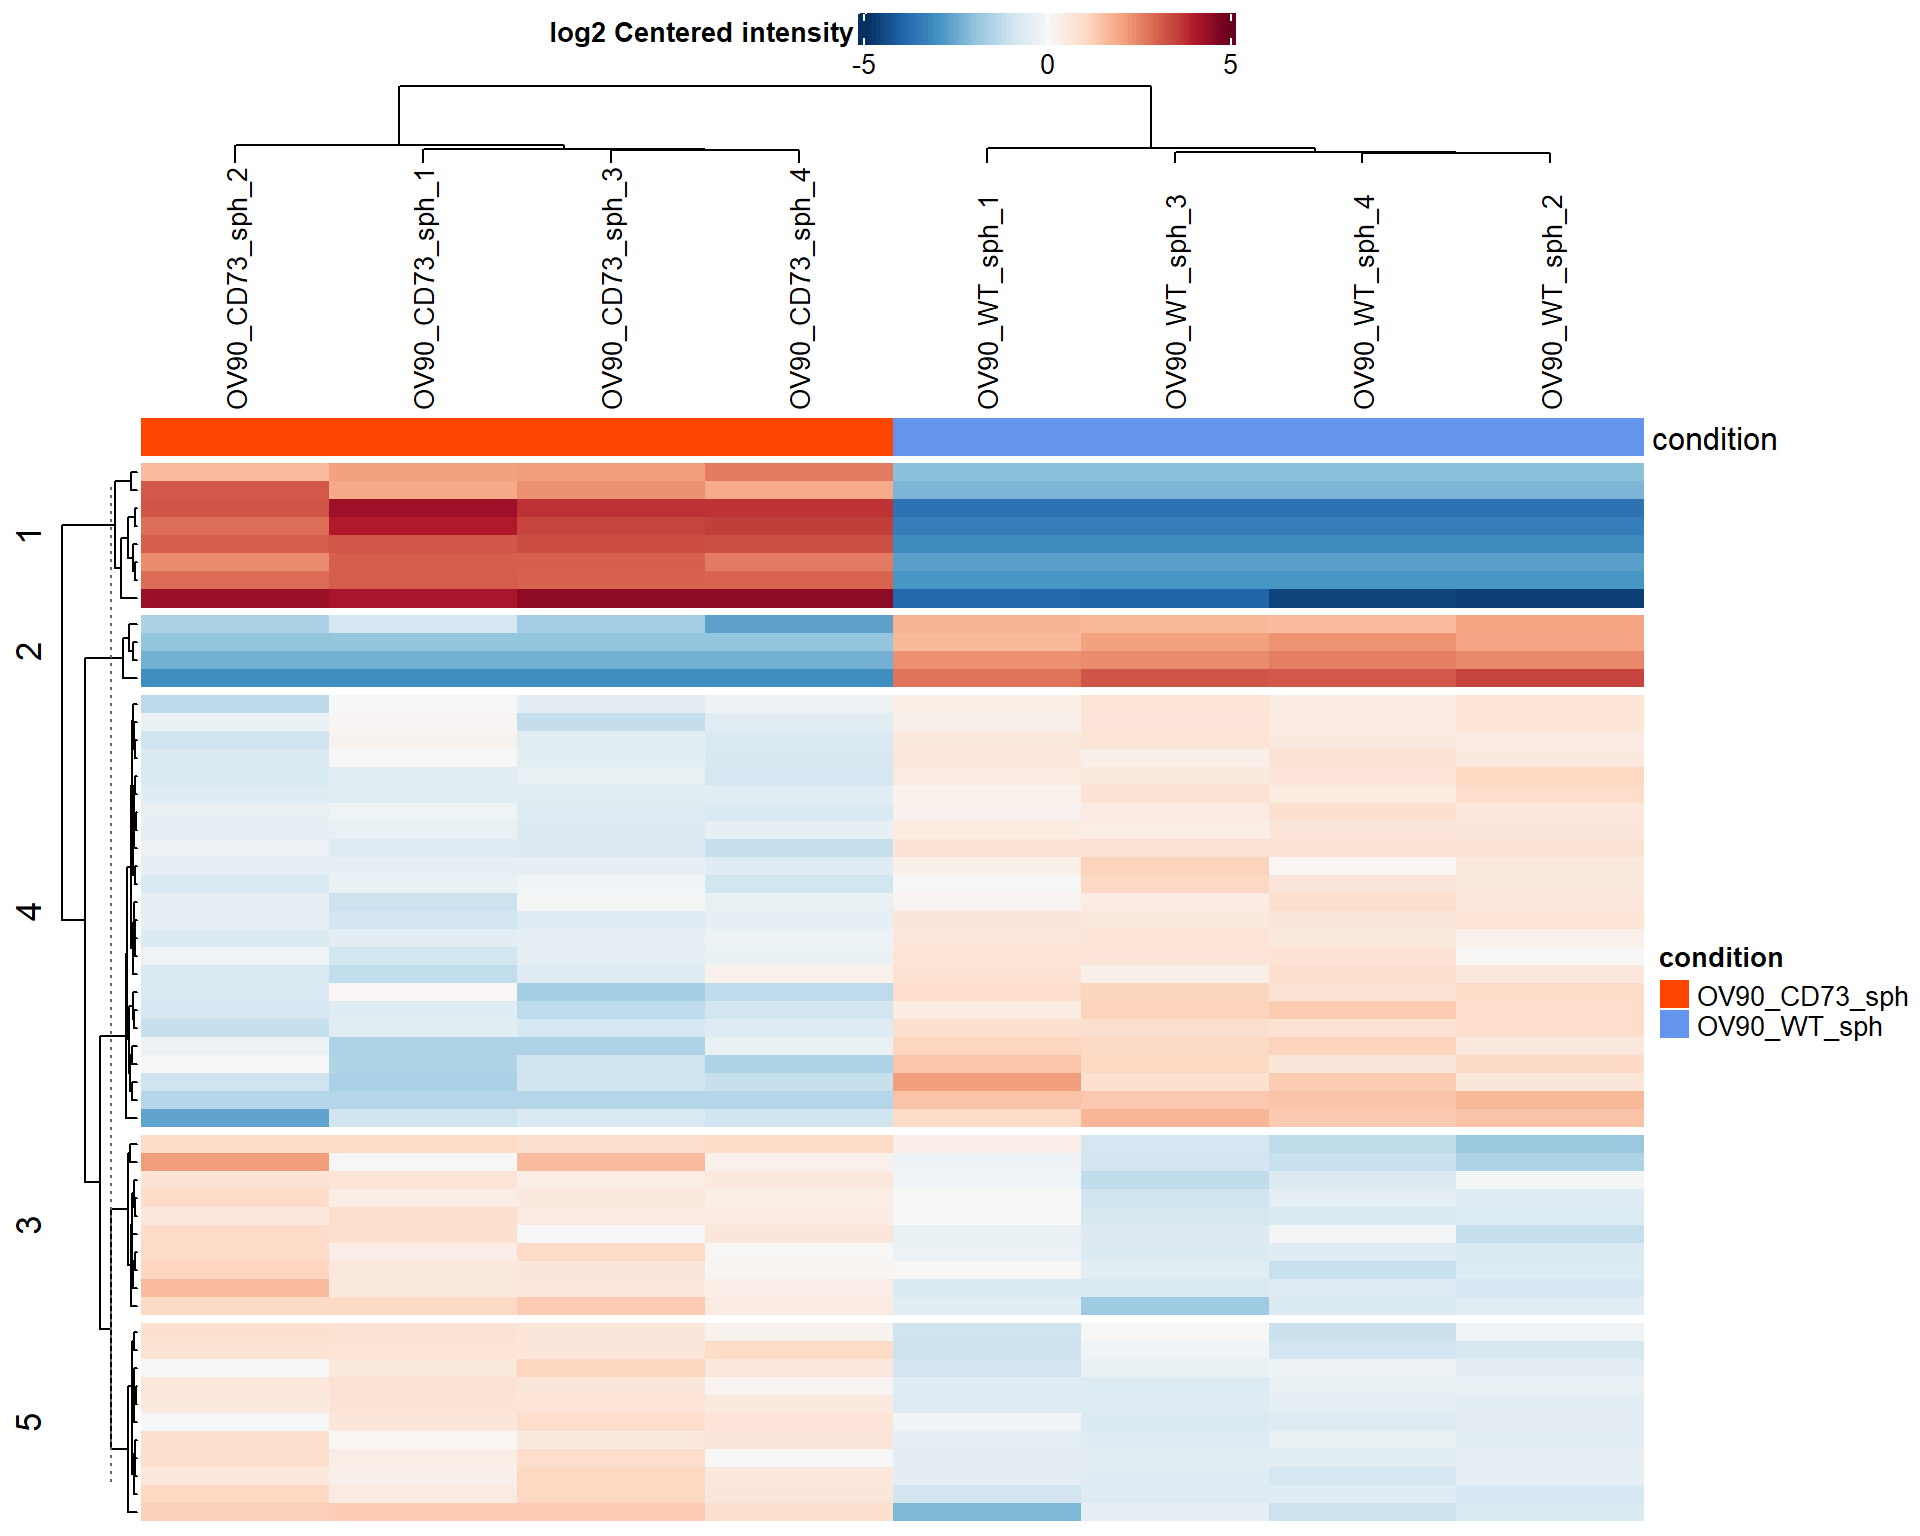 log2 Centered intensity
-5 0 5
OV90_CD73_sph_2
OV90_CD73_sph_1
OV90_CD73_sph_3
OV90_CD73_sph_4
OV90_WT_sph_1
OV90_WT_sph_3
OV90_WT_sph_4
OV90_WT_sph_2
condition
1
2
4
3
5
condition
OV90_CD73_sph
OV90_WT_sph